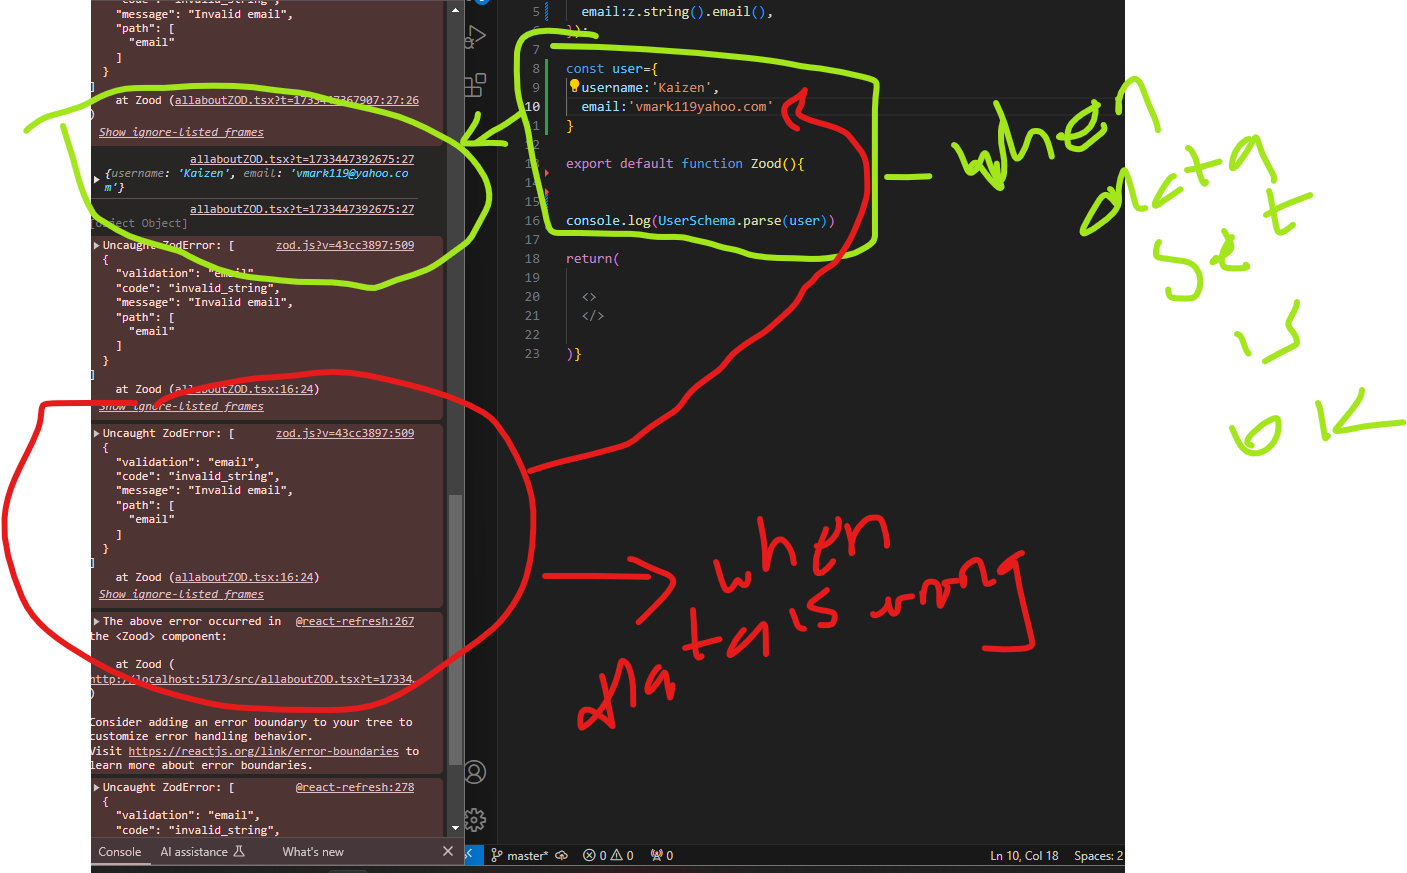 "code": "invalid_string",
"message": "Invalid email",
"path": [
"email"
]
}
]
at Zood (allaboutZOD.tsx?t=1733447367907:27:26
)
Show ignore-listed frames
allaboutZOD.tsx?t=1733447392675:27
{username: 'Kaizen', email: 'vmark119@yahoo.co
m'}
allaboutZOD.tsx?t=1733447392675:27
[object Object]
Uncaught ZodError: [ zod.js?v=43cc3897:509
{
"validation": "email",
"code": "invalid_string",
"message": "Invalid email",
"path": [
"email"
]
}
]
at Zood (allaboutZOD.tsx:16:24)
Show ignore-listed frames
Uncaught ZodError: [ zod.js?v=43cc3897:509
{
"validation": "email",
"code": "invalid_string",
"message": "Invalid email",
"path": [
"email"
]
}
]
at Zood (allaboutZOD.tsx:16:24)
Show ignore-listed frames
The above error occurred in @react-refresh:267
the <Zood> component:
at Zood (
http://localhost:5173/src/allaboutZOD.tsx?t=17334…
)
Consider adding an error boundary to your tree to
customize error handling behavior.
Visit https://reactjs.org/link/error-boundaries to
learn more about error boundaries.
Uncaught ZodError: [ @react-refresh:278
{
"validation": "email",
"code": "invalid_string",
Console AI assistance What's new
5 email:z.string().email(),
6 });
7
8 const user={
9 username:'Kaizen',
10 email:'vmark119yahoo.com'
11 }
12
13 export default function Zood(){
14
15
16 console.log(UserSchema.parse(user))
17
18 return(
19
20 <>
21 </>
22
23 )}
master* 0 0 0 Ln 10, Col 18 Spaces: 2
when
data
set
is
ok
when
data is wrong